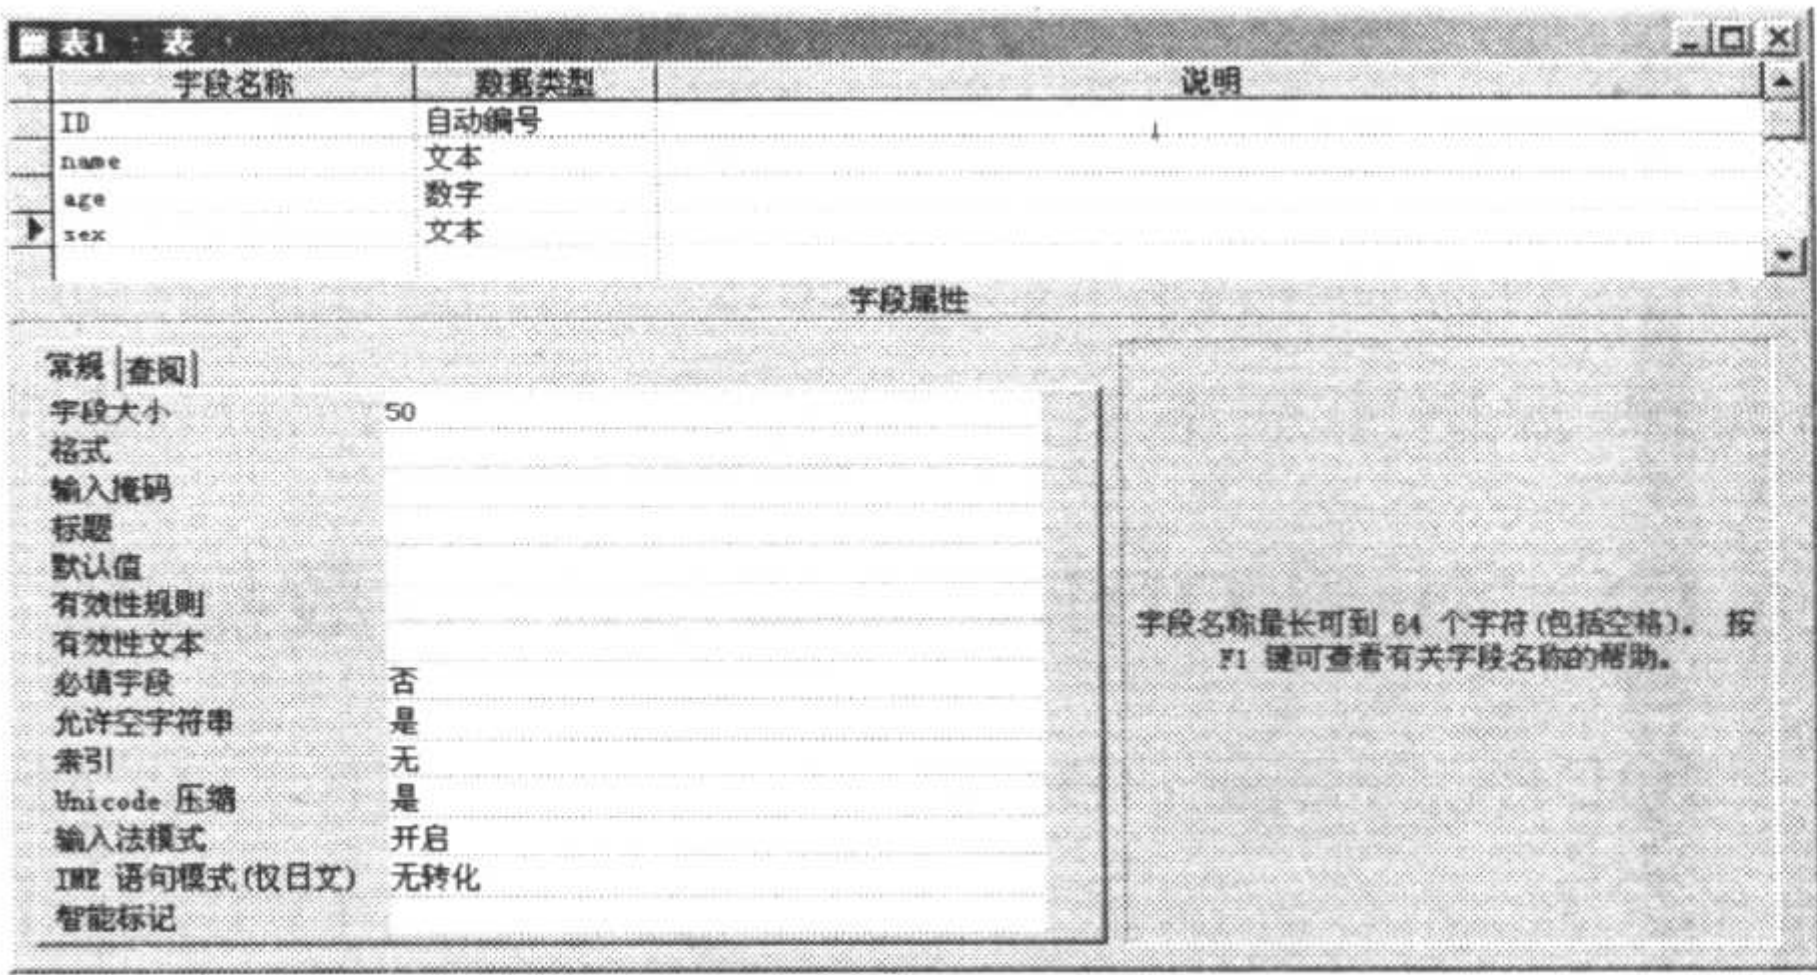 表1 : 表
字段名称 数据类型 说明
ID 自动编号
name 文本
age 数字
sex 文本
字段属性
常规 查阅
字段大小 50
格式
输入掩码
标题
默认值
有效性规则
有效性文本
必填字段 否
允许空字符串 是
索引 无
Unicode 压缩 是
输入法模式 开启
IME 语句模式(仅日文) 无转化
智能标记
字段名称最长可到 64 个字符(包括空格)。 按
F1 键可查看有关字段名称的帮助。